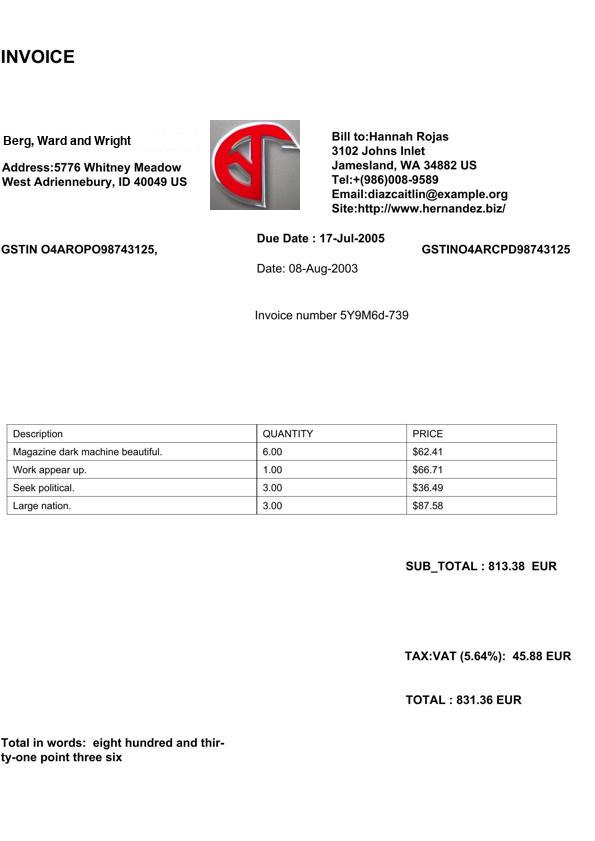 INVOICE
Berg, Ward and Wright
Address:5776 Whitney Meadow
West Adriennebury, ID 40049 US
Bill to:Hannah Rojas
3102 Johns Inlet
Jamesland, WA 34882 US
Tel:+(986)008-9589
Email:diazcaitlin@example.org
Site:http://www.hernandez.biz/
GSTIN O4AROPO98743125,
Due Date : 17-Jul-2005
GSTINO4ARCPD98743125
Date: 08-Aug-2003
Invoice number 5Y9M6d-739
Description QUANTITY PRICE
Magazine dark machine beautiful. 6.00 $62.41
Work appear up. 1.00 $66.71
Seek political. 3.00 $36.49
Large nation. 3.00 $87.58
SUB_TOTAL : 813.38 EUR
TAX:VAT (5.64%): 45.88 EUR
TOTAL : 831.36 EUR
Total in words: eight hundred and thir-
ty-one point three six